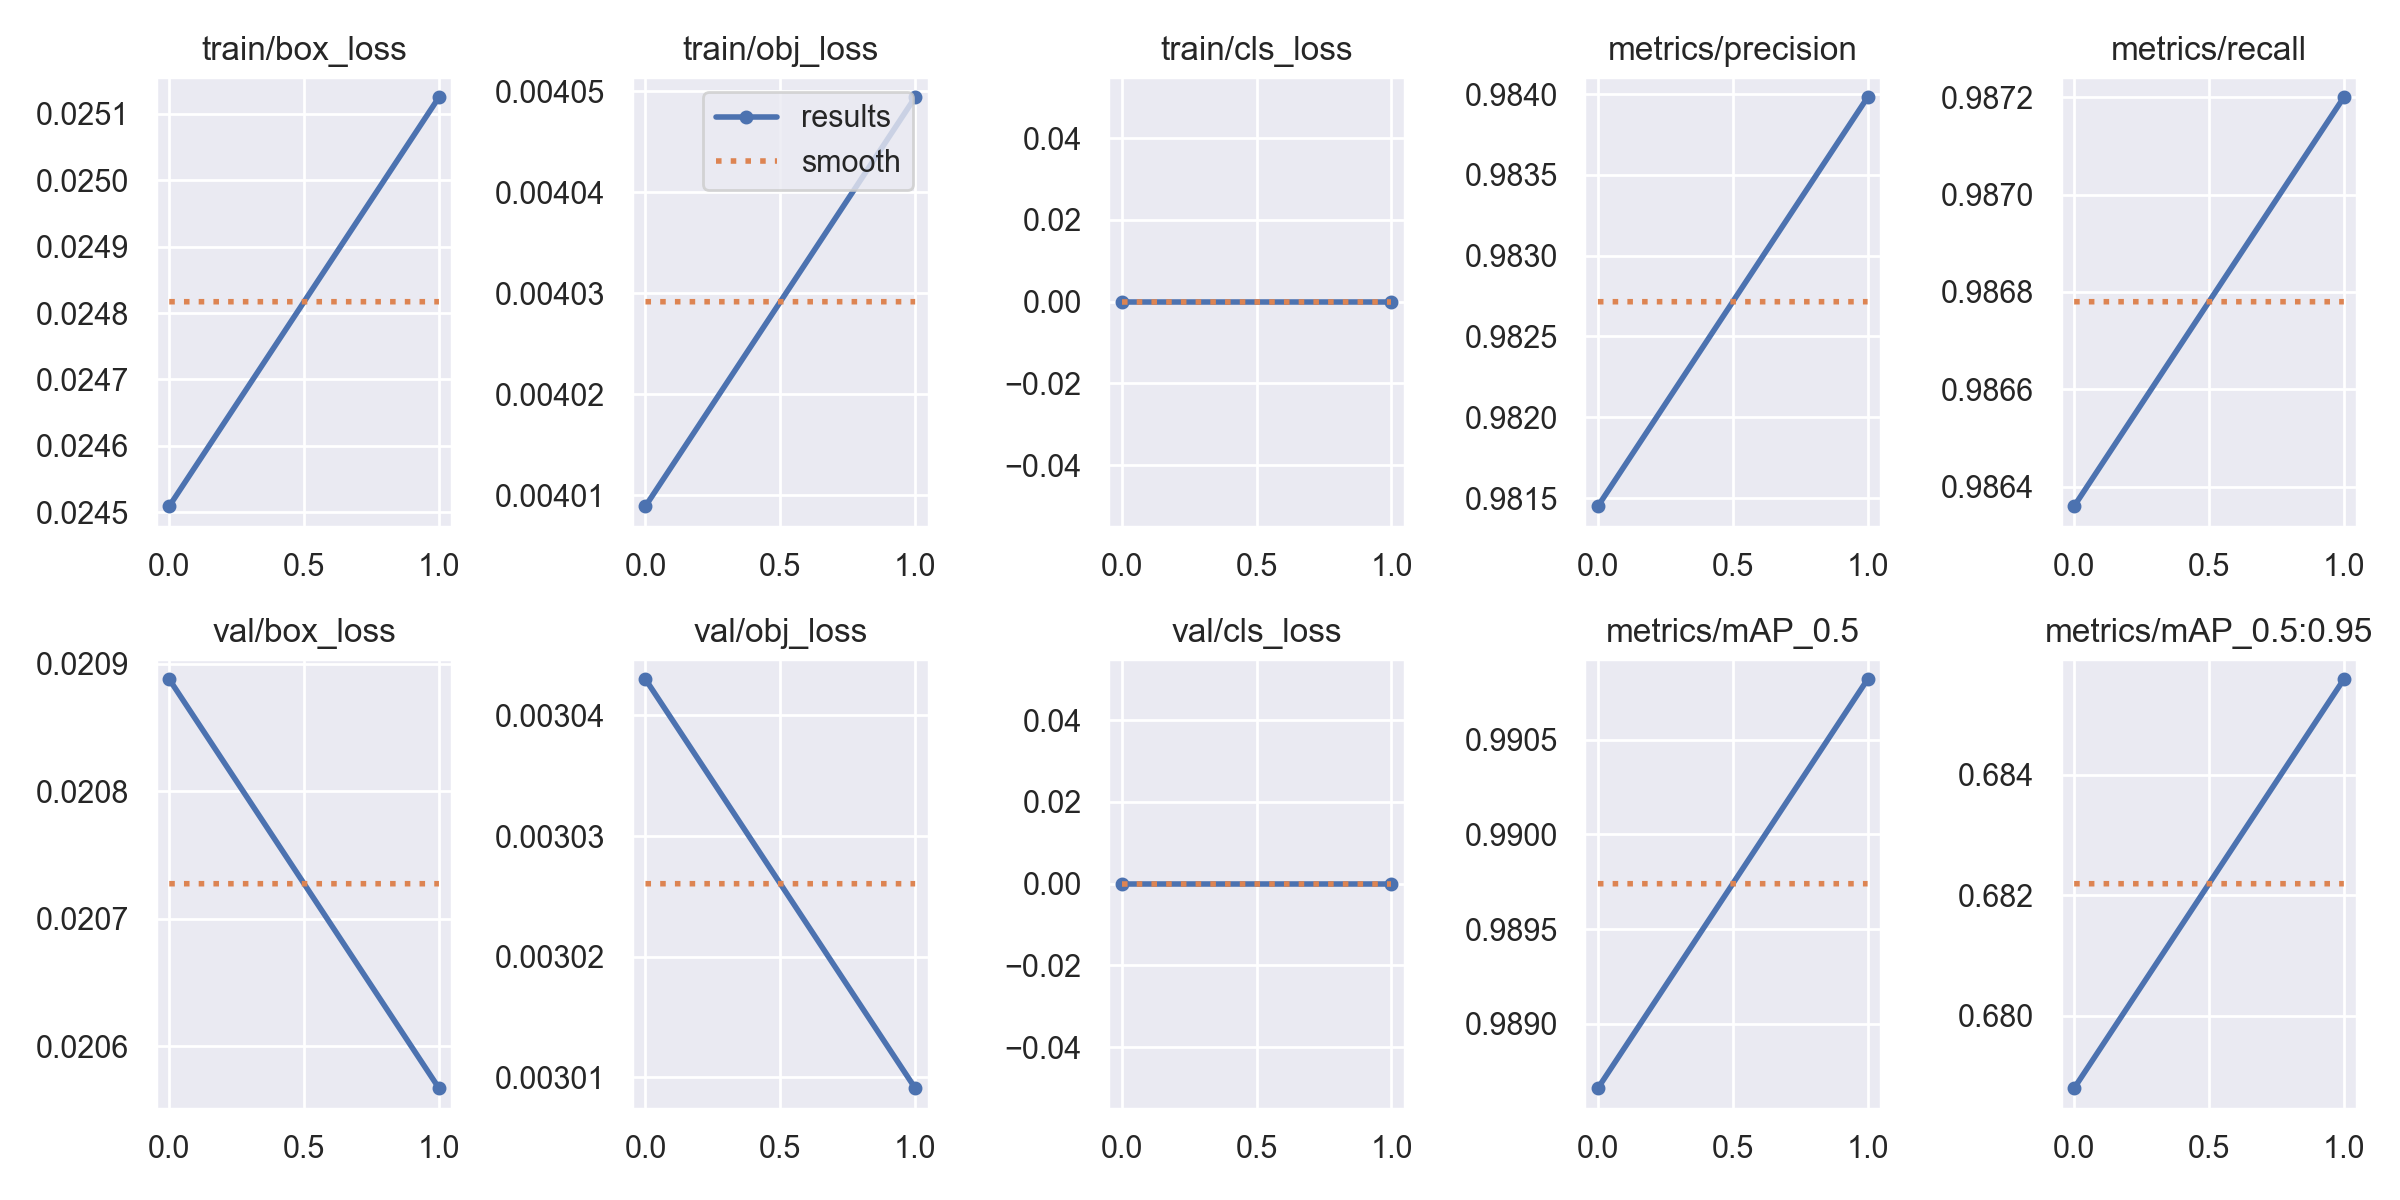 train/box_loss
0.0251
0.0250
0.0249
0.0248
0.0247
0.0246
0.0245
0.0 0.5 1.0
train/obj_loss
0.00405
0.00404
0.00403
0.00402
0.00401
results
smooth
0.0 0.5 1.0
train/cls_loss
0.04
0.02
0.00
−0.02
−0.04
0.0 0.5 1.0
metrics/precision
0.9840
0.9835
0.9830
0.9825
0.9820
0.9815
0.0 0.5 1.0
metrics/recall
0.9872
0.9870
0.9868
0.9866
0.9864
0.0 0.5 1.0
val/box_loss
0.0209
0.0208
0.0207
0.0206
0.0 0.5 1.0
val/obj_loss
0.00304
0.00303
0.00302
0.00301
0.0 0.5 1.0
val/cls_loss
0.04
0.02
0.00
−0.02
−0.04
0.0 0.5 1.0
metrics/mAP_0.5
0.9905
0.9900
0.9895
0.9890
0.0 0.5 1.0
metrics/mAP_0.5:0.95
0.684
0.682
0.680
0.0 0.5 1.0